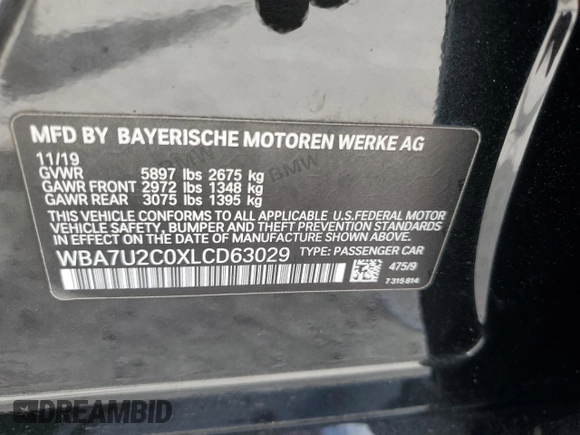 MFD BY BAYERISCHE MOTOREN WERKE AG
11/19
GVWR 5897 lbs 2675 kg
GAWR FRONT 2972 lbs 1348 kg
GAWR REAR 3075 lbs 1395 kg
THIS VEHICLE CONFORMS TO ALL APPLICABLE U.S. FEDERAL MOTOR
VEHICLE SAFETY, BUMPER AND THEFT PREVENTION STANDARDS
IN EFFECT ON THE DATE OF MANUFACTURE SHOWN ABOVE.
WBA7U2C0XLCD63029 TYPE: PASSENGER CAR
475/9
7 315 814
BMW
BMW
DREAMBID